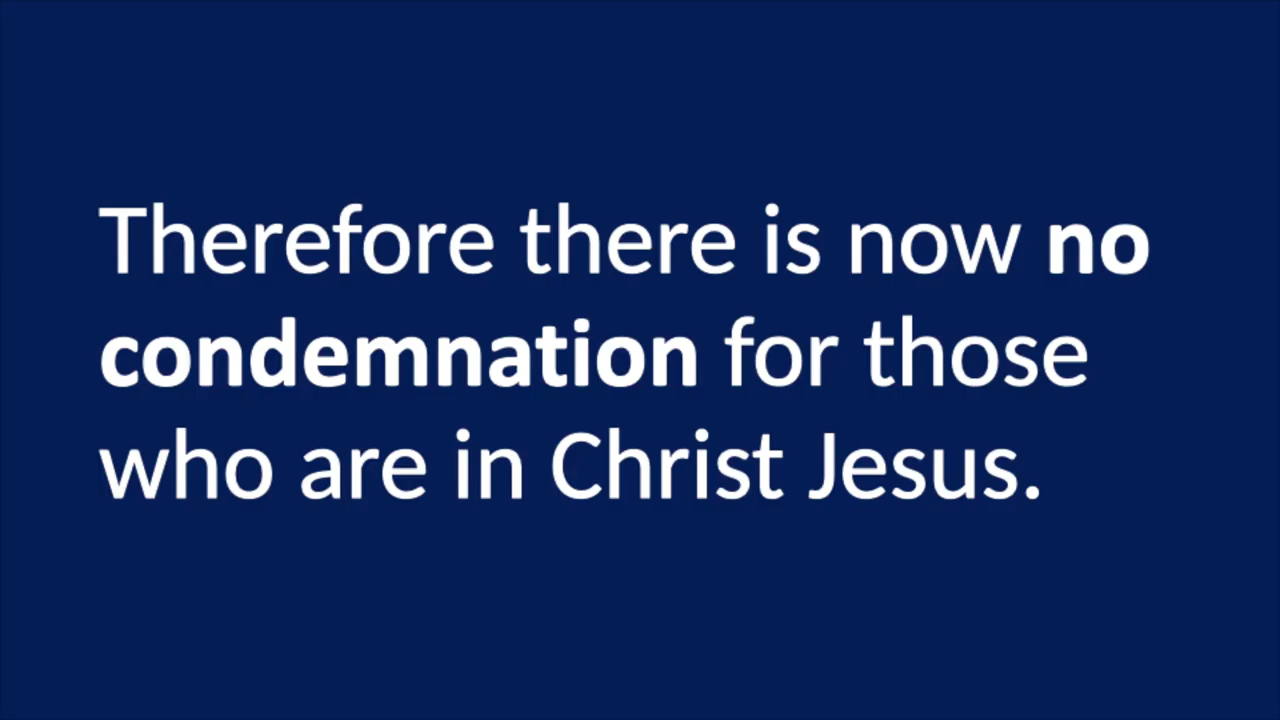 Therefore there is now no
condemnation for those
who are in Christ Jesus.